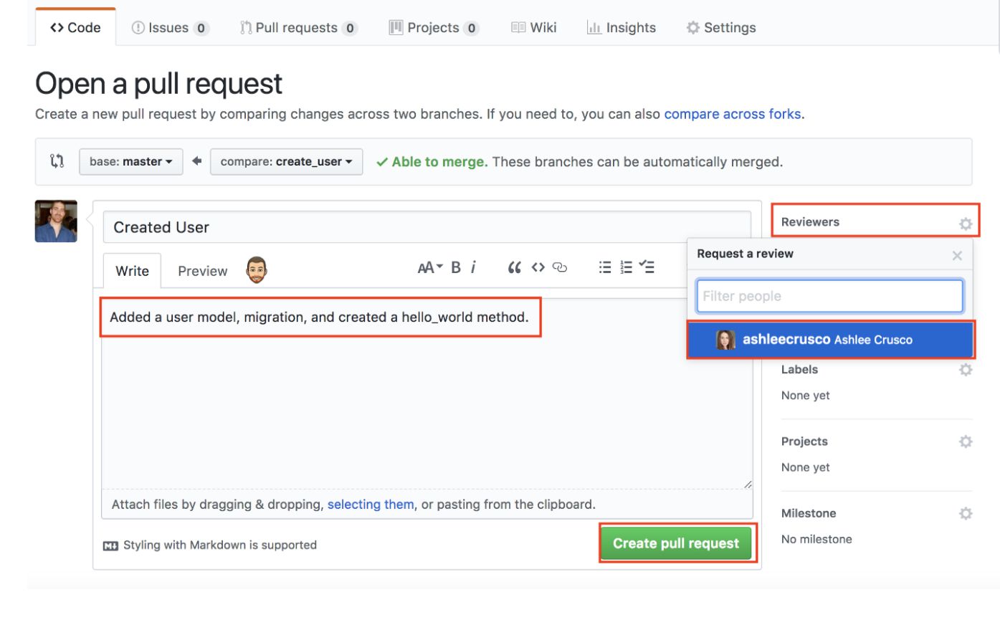 <> Code Issues 0 Pull requests 0 Projects 0 Wiki Insights Settings
Open a pull request
Create a new pull request by comparing changes across two branches. If you need to, you can also compare across forks.
base: master compare: create_user ✓ Able to merge. These branches can be automatically merged.
Created User
Reviewers
Request a review
Write Preview AA B i “ <>
Filter people
Added a user model, migration, and created a hello_world method.
ashleecrusco Ashlee Crusco
Labels
None yet
Projects
None yet
Attach files by dragging & dropping, selecting them, or pasting from the clipboard.
Milestone
No milestone
Styling with Markdown is supported
Create pull request